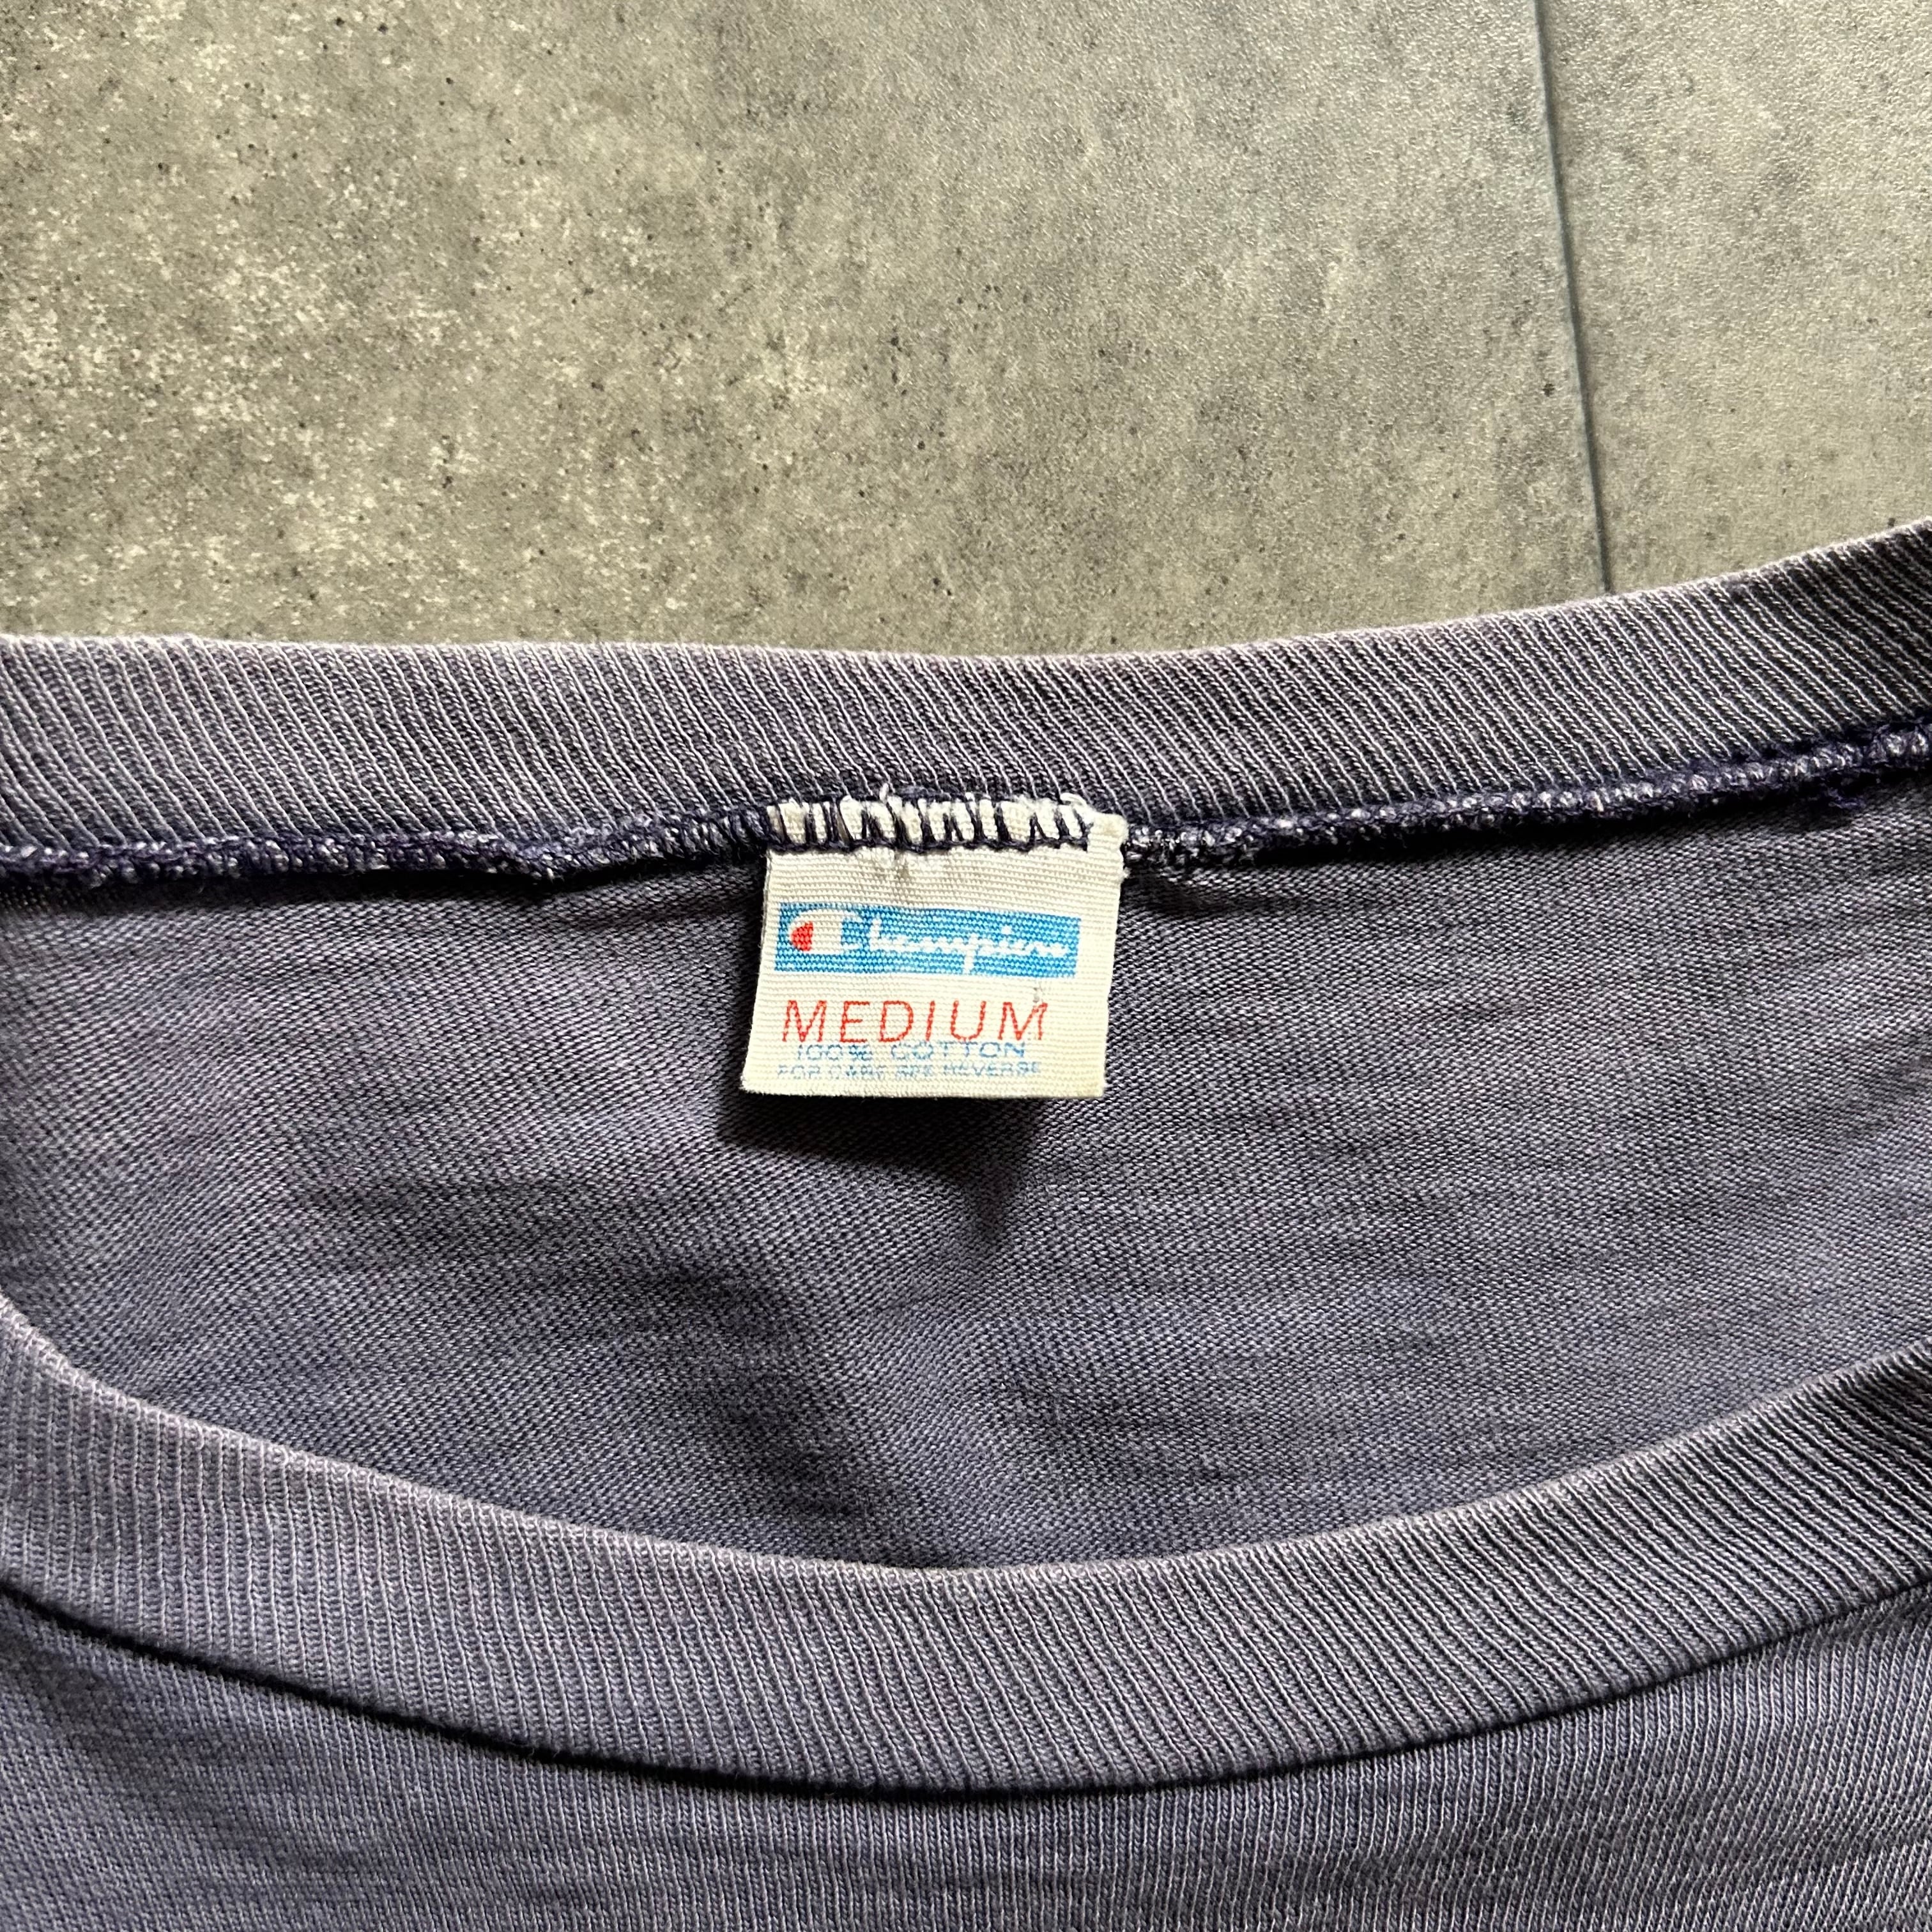 Champion
MEDIUM
100% COTTON
FOR CARE SEE REVERSE